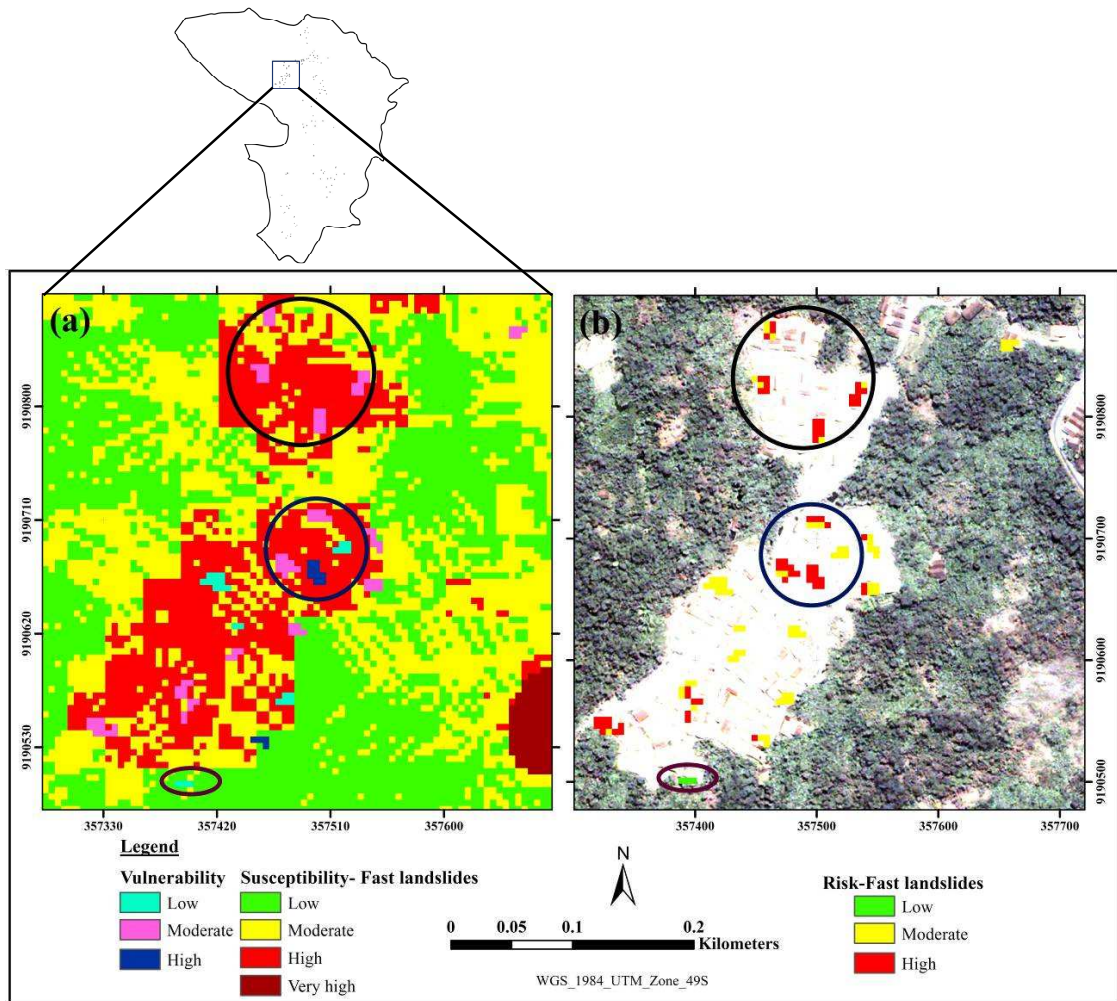 (a)
(b)
9190800
9190710
9190620
9190530
357330
357420
357510
357600
9190800
9190700
9190600
9190500
357400
357500
357600
357700
Legend
Vulnerability
Low
Moderate
High
Susceptibility- Fast landslides
Low
Moderate
High
Very high
N
0
0.05
0.1
0.2
Kilometers
WGS_1984_UTM_Zone_49S
Risk-Fast landslides
Low
Moderate
High